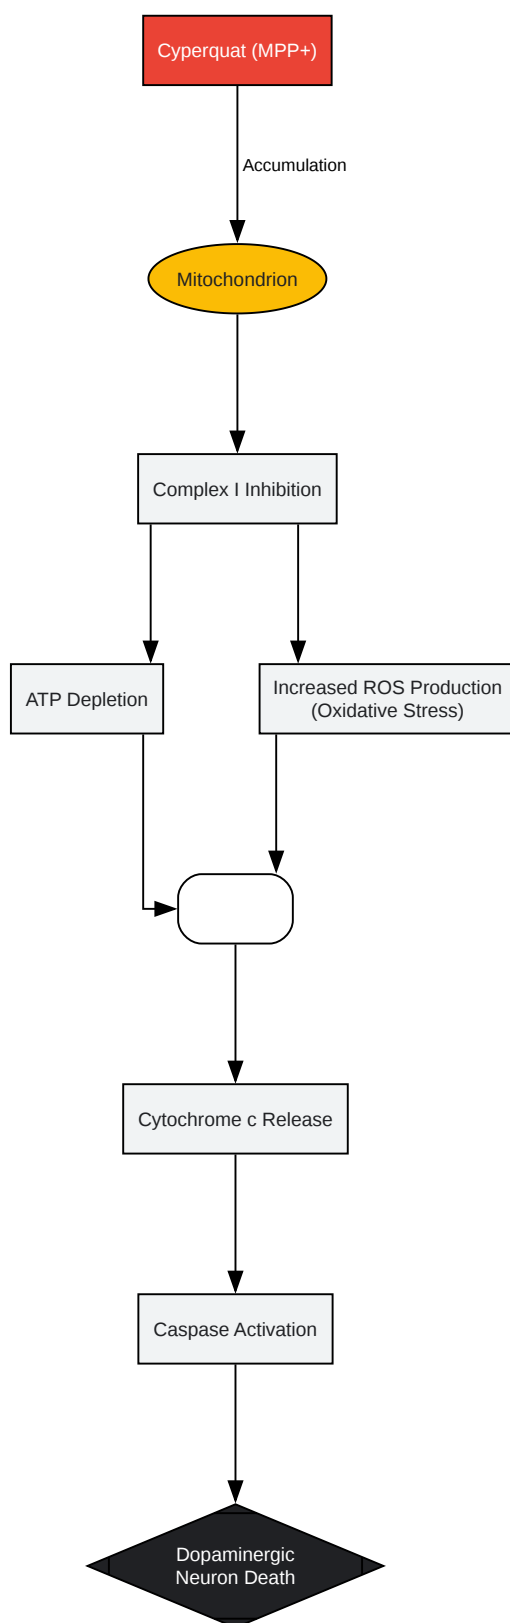 Cyperquat (MPP+)
Accumulation
Mitochondrion
Complex I Inhibition
ATP Depletion
Increased ROS Production
(Oxidative Stress)
Cytochrome c Release
Caspase Activation
Dopaminergic
Neuron Death